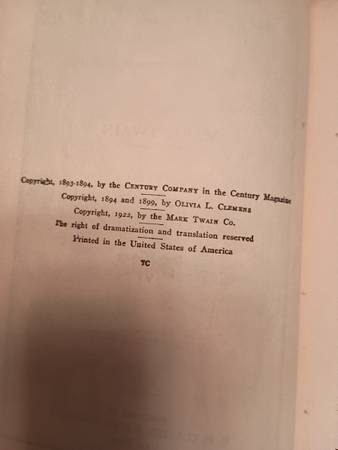 Copyright, 1893-1894, by the CENTURY COMPANY in the Century Magazine
Copyright, 1894 and 1899, by OLIVIA L. CLEMENS
Copyright, 1922, by the MARK TWAIN Co.
The right of dramatization and translation reserved
Printed in the United States of America
7C